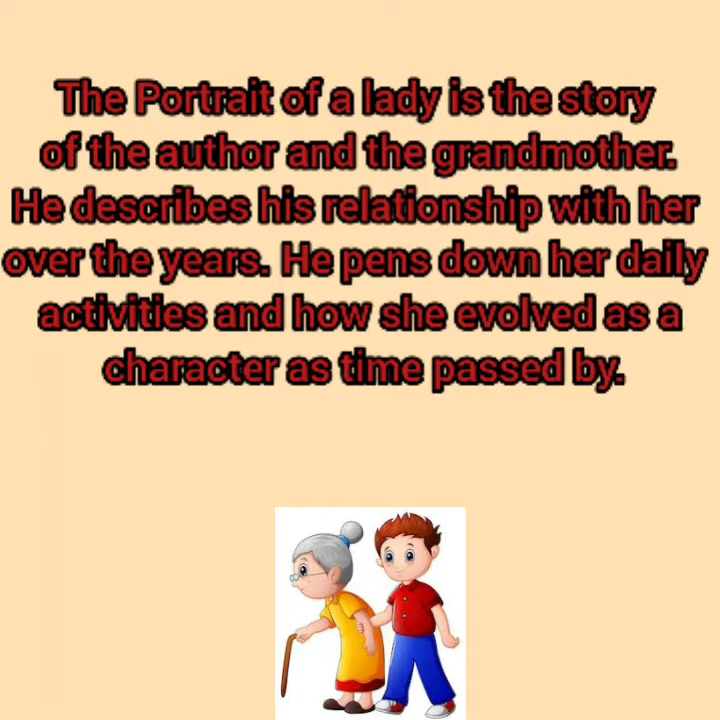 The Portrait of a lady is the story
of the author and the grandmother.
He describes his relationship with her
over the years. He pens down her daily
activities and how she evolved as a
character as time passed by.